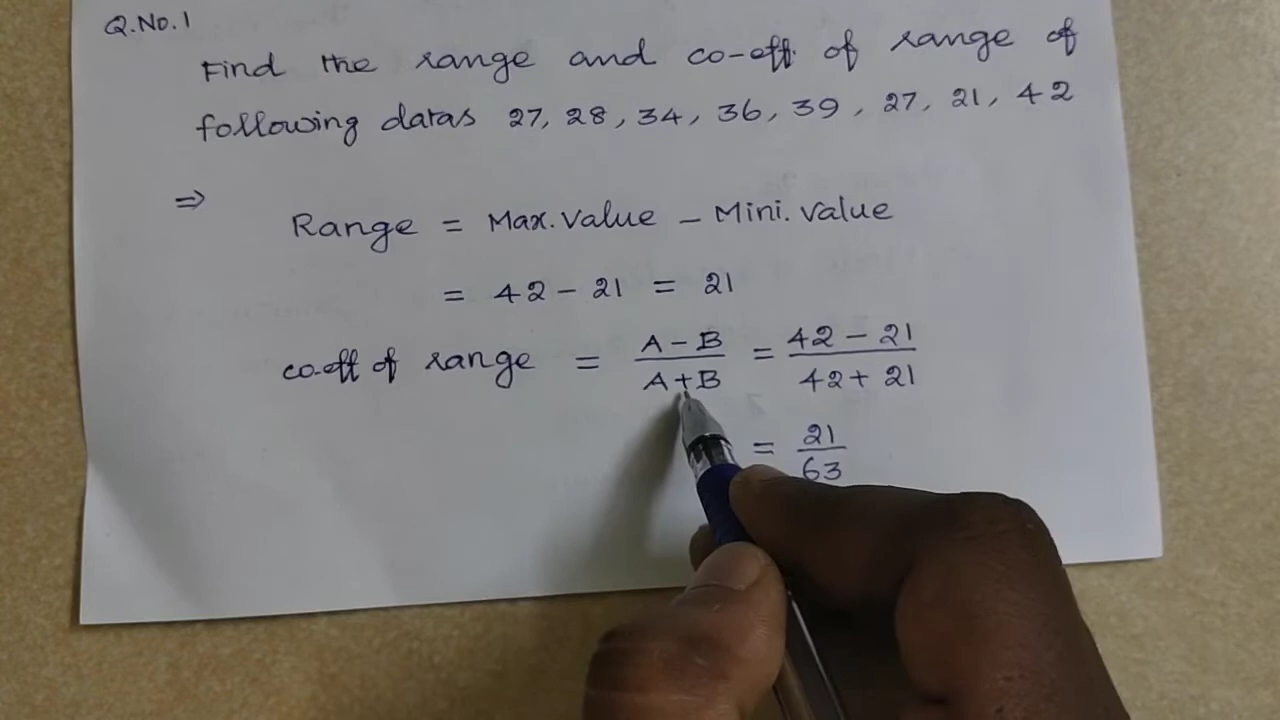 Q.No.1
Find the range and co-eff. of range of
following datas 27, 28, 34, 36, 39, 27, 21, 42
⇒
Range = Max.Value - Mini.Value
= 42 - 21 = 21
co-eff of range = A - B / A + B = 42 - 21 / 42 + 21
= 21 / 63